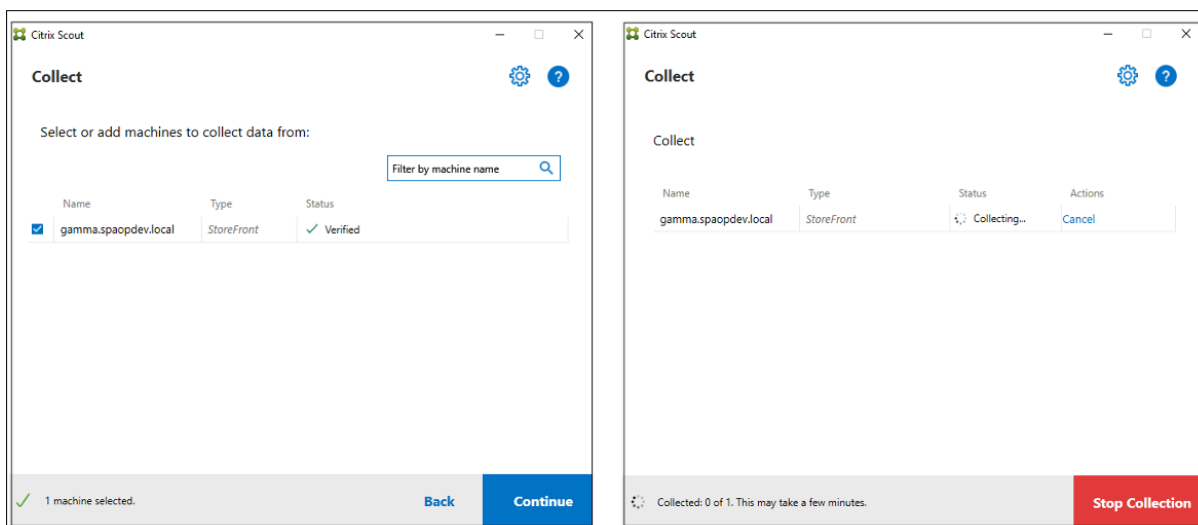 Citrix Scout
Collect
?
Select or add machines to collect data from:
Filter by machine name
Name Type Status
gamma.spaopdev.local StoreFront Verified
1 machine selected.
Back Continue
Citrix Scout
Collect
?
Collect
Name Type Status Actions
gamma.spaopdev.local StoreFront Collecting... Cancel
Collected: 0 of 1. This may take a few minutes.
Stop Collection